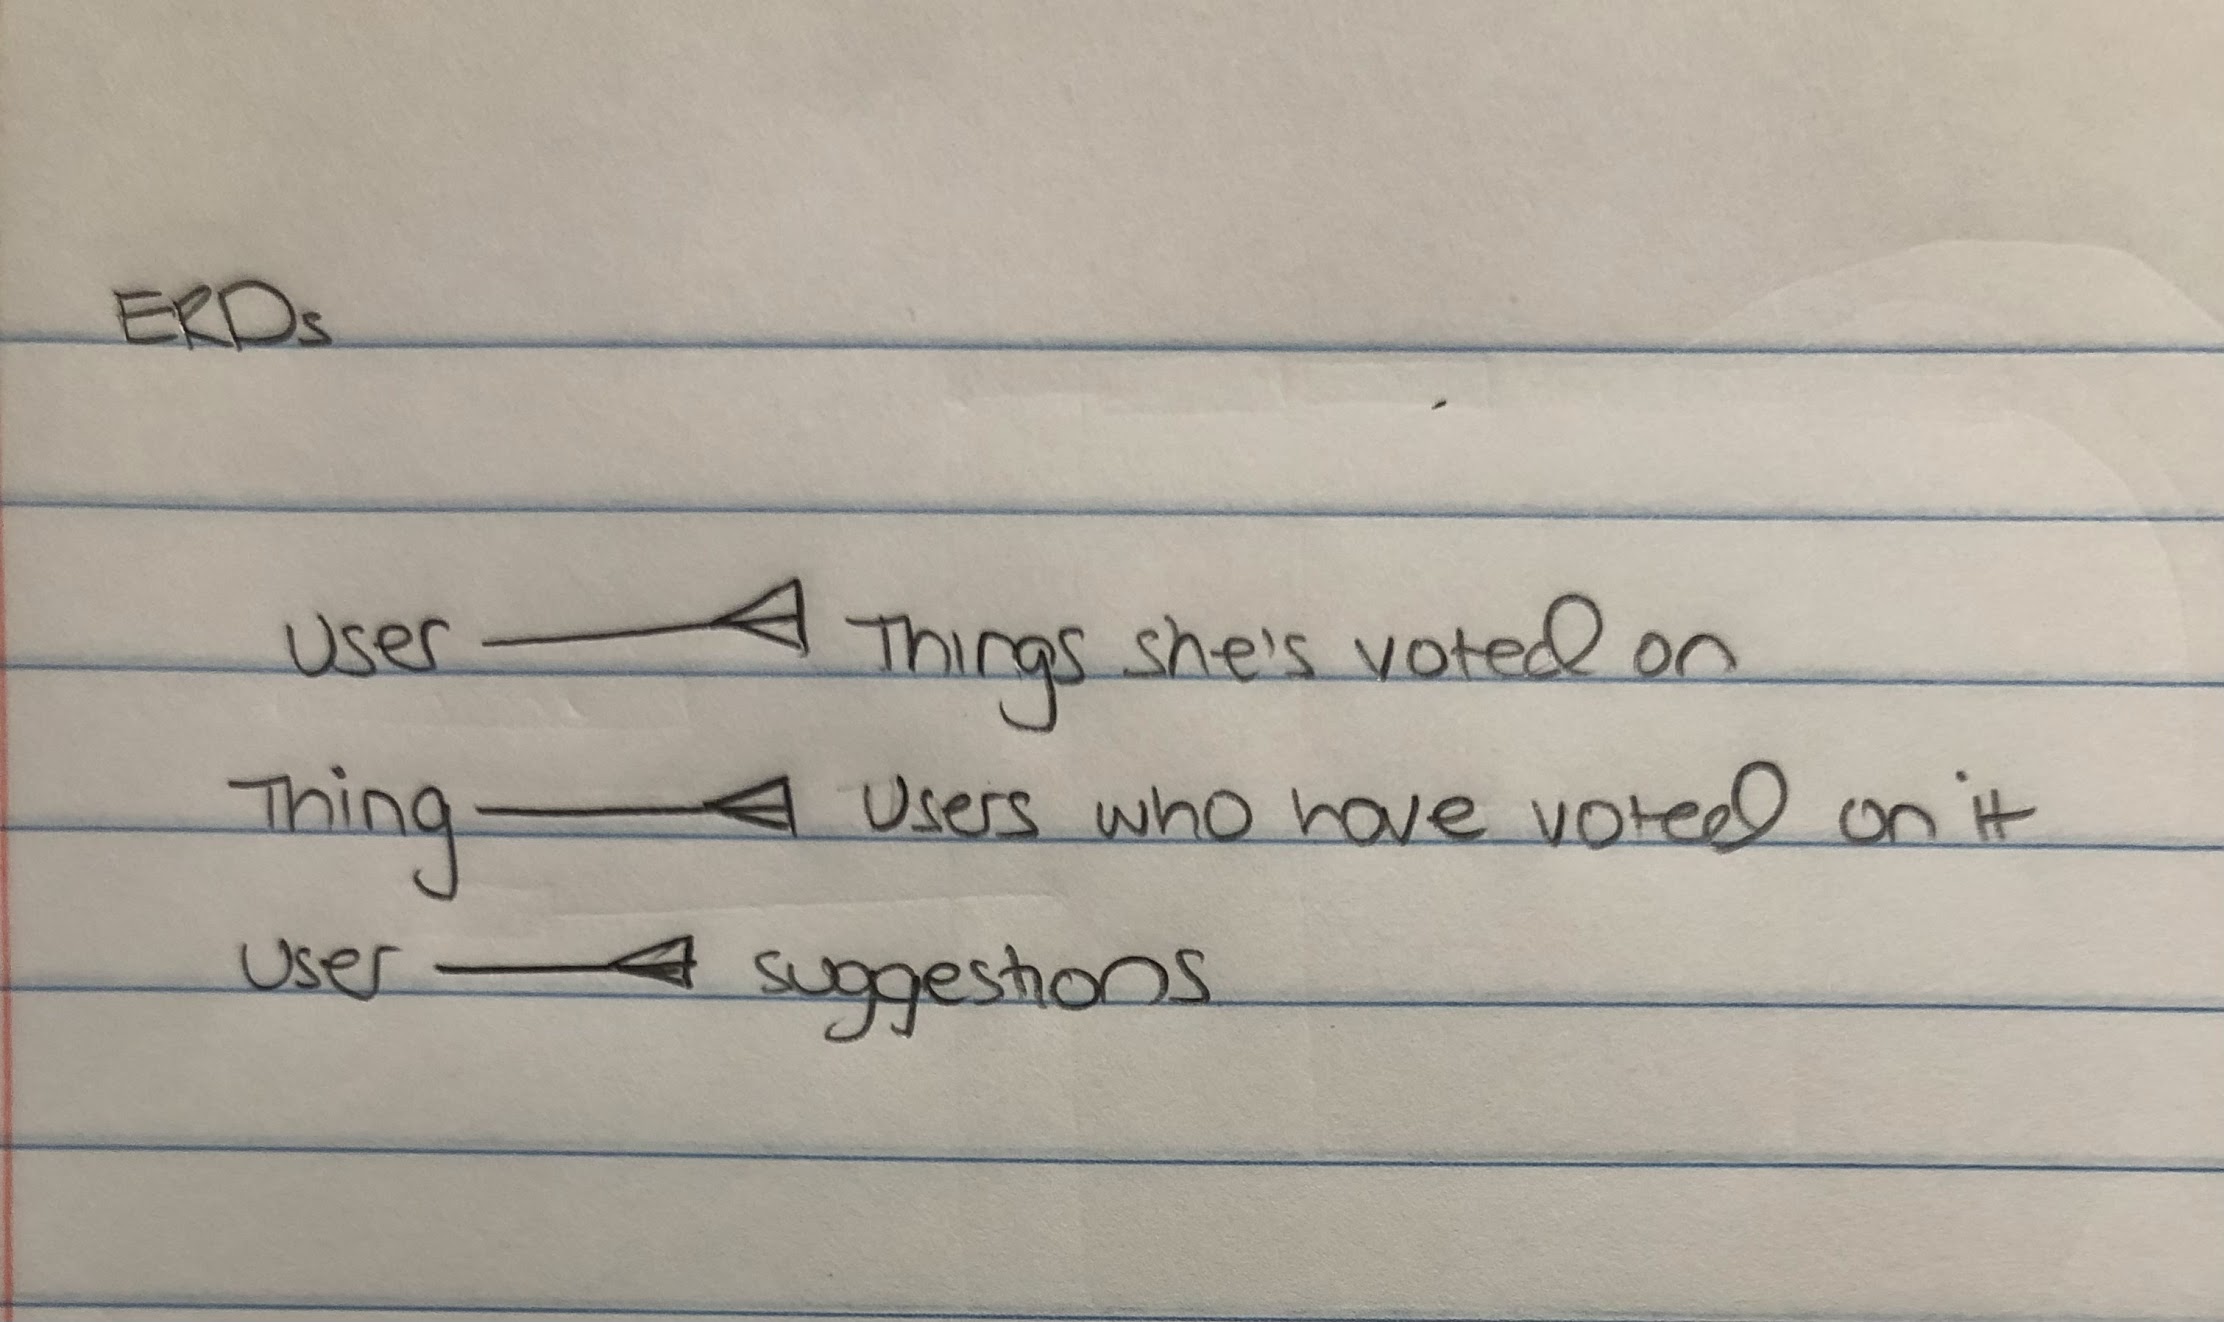 ERDs
User Things she's voted on
Thing Users who have voted on it
User suggestions